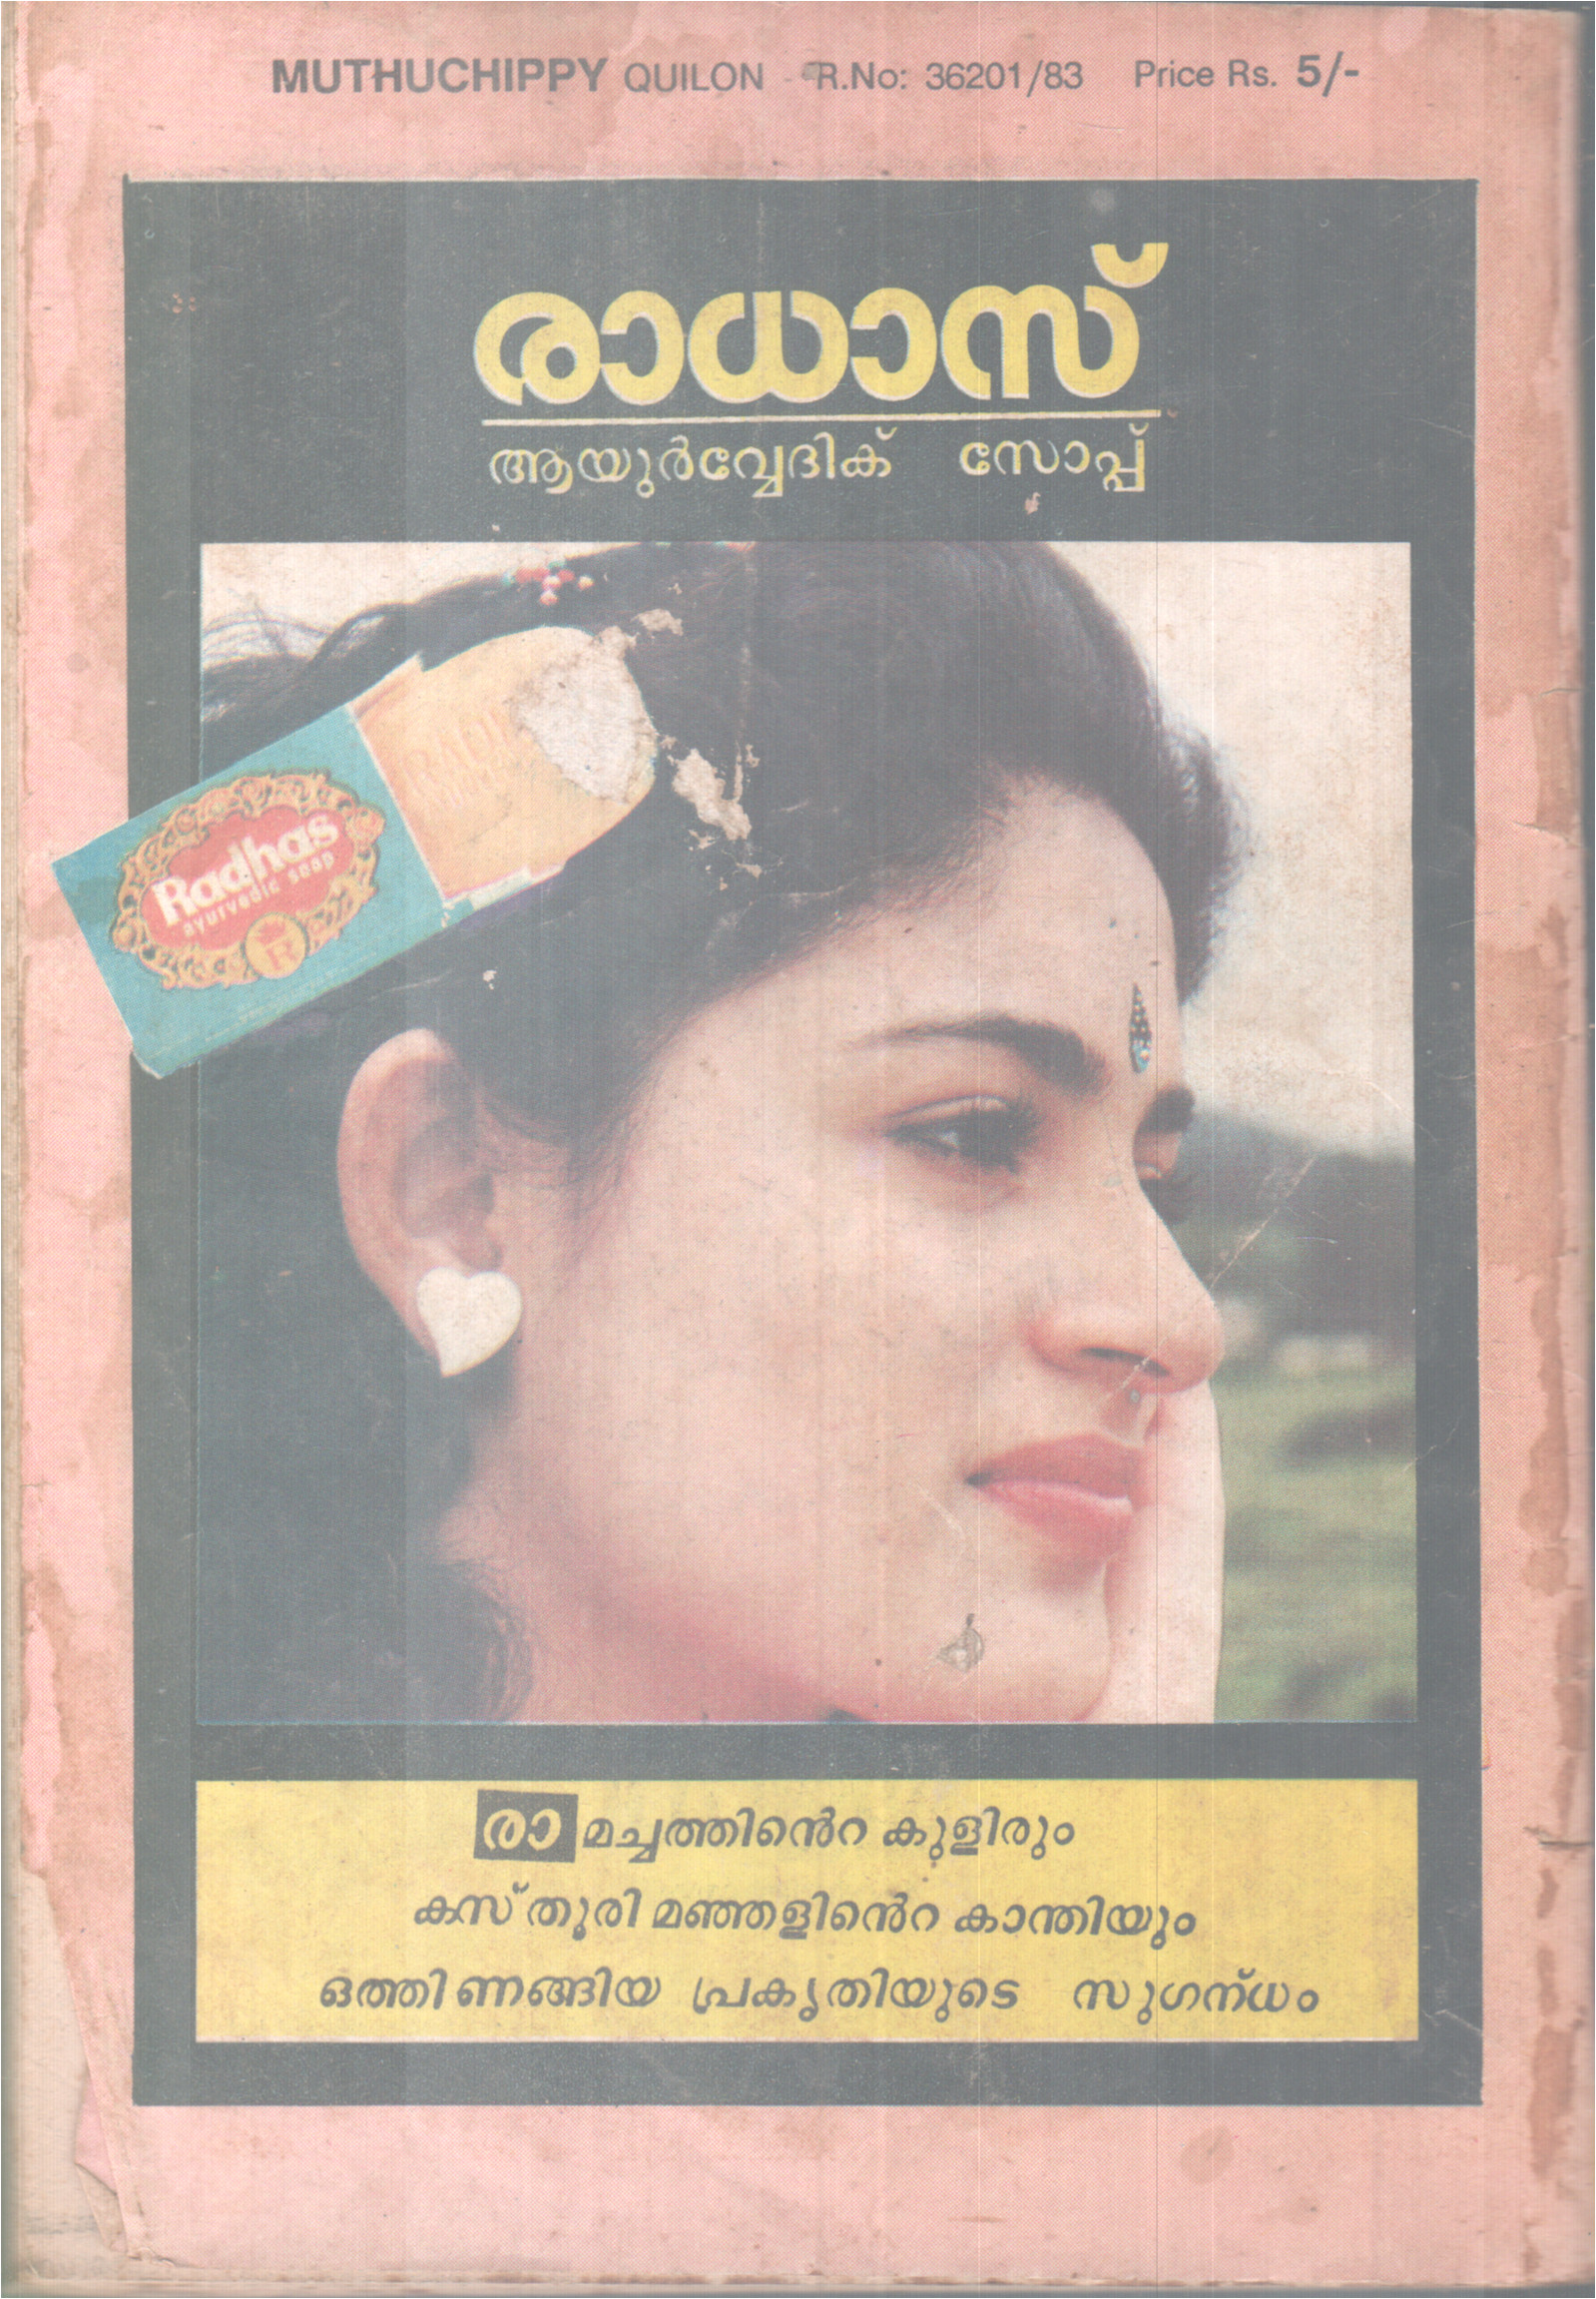 MUTHUCHIPPY QUILON - R.No: 36201/83 Price Rs. 5/-
രാധാസ്
ആയുർവ്വേദിക് സോപ്പ്
Radhas
ayurvedic soap
R
രാമച്ചത്തിൻെറ കുളിരും
കസ്തൂരി മഞ്ഞളിൻെറ കാന്തിയും
ഒത്തിണങ്ങിയ പ്രകൃതിയുടെ സുഗന്ധം